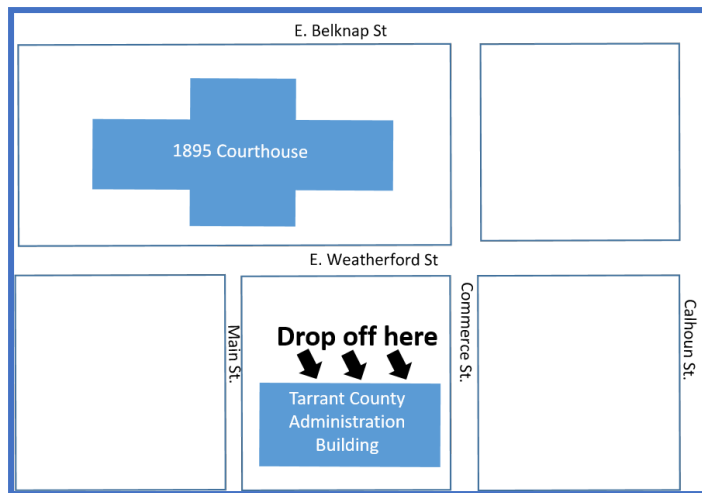 E. Belknap St
1895 Courthouse
E. Weatherford St
Main St.
Drop off here
Commerce St.
Calhoun St.
Tarrant County
Administration
Building